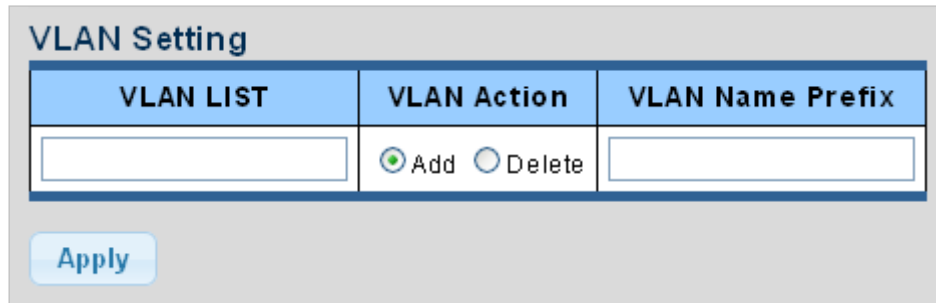 VLAN Setting
VLAN LIST VLAN Action VLAN Name Prefix
Add Delete
Apply